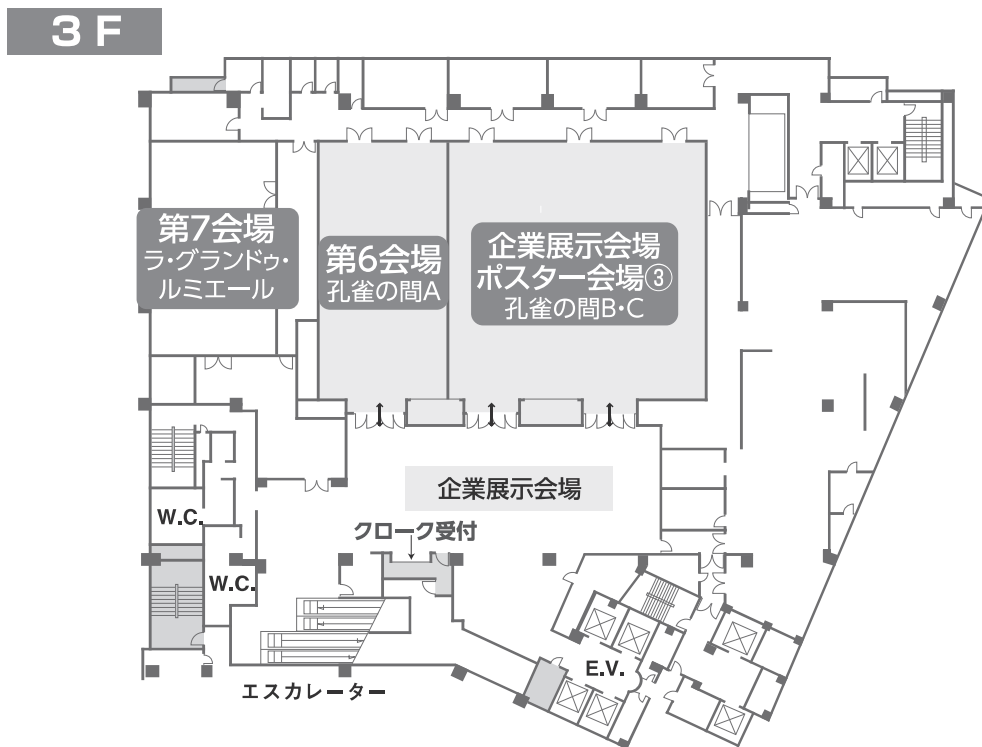 3F
第7会場
ラ・グランドゥ・
ルミエール
第6会場
孔雀の間A
企業展示会場
ポスター会場③
孔雀の間B・C
企業展示会場
クローク受付
W.C.
W.C.
E.V.
エスカレーター